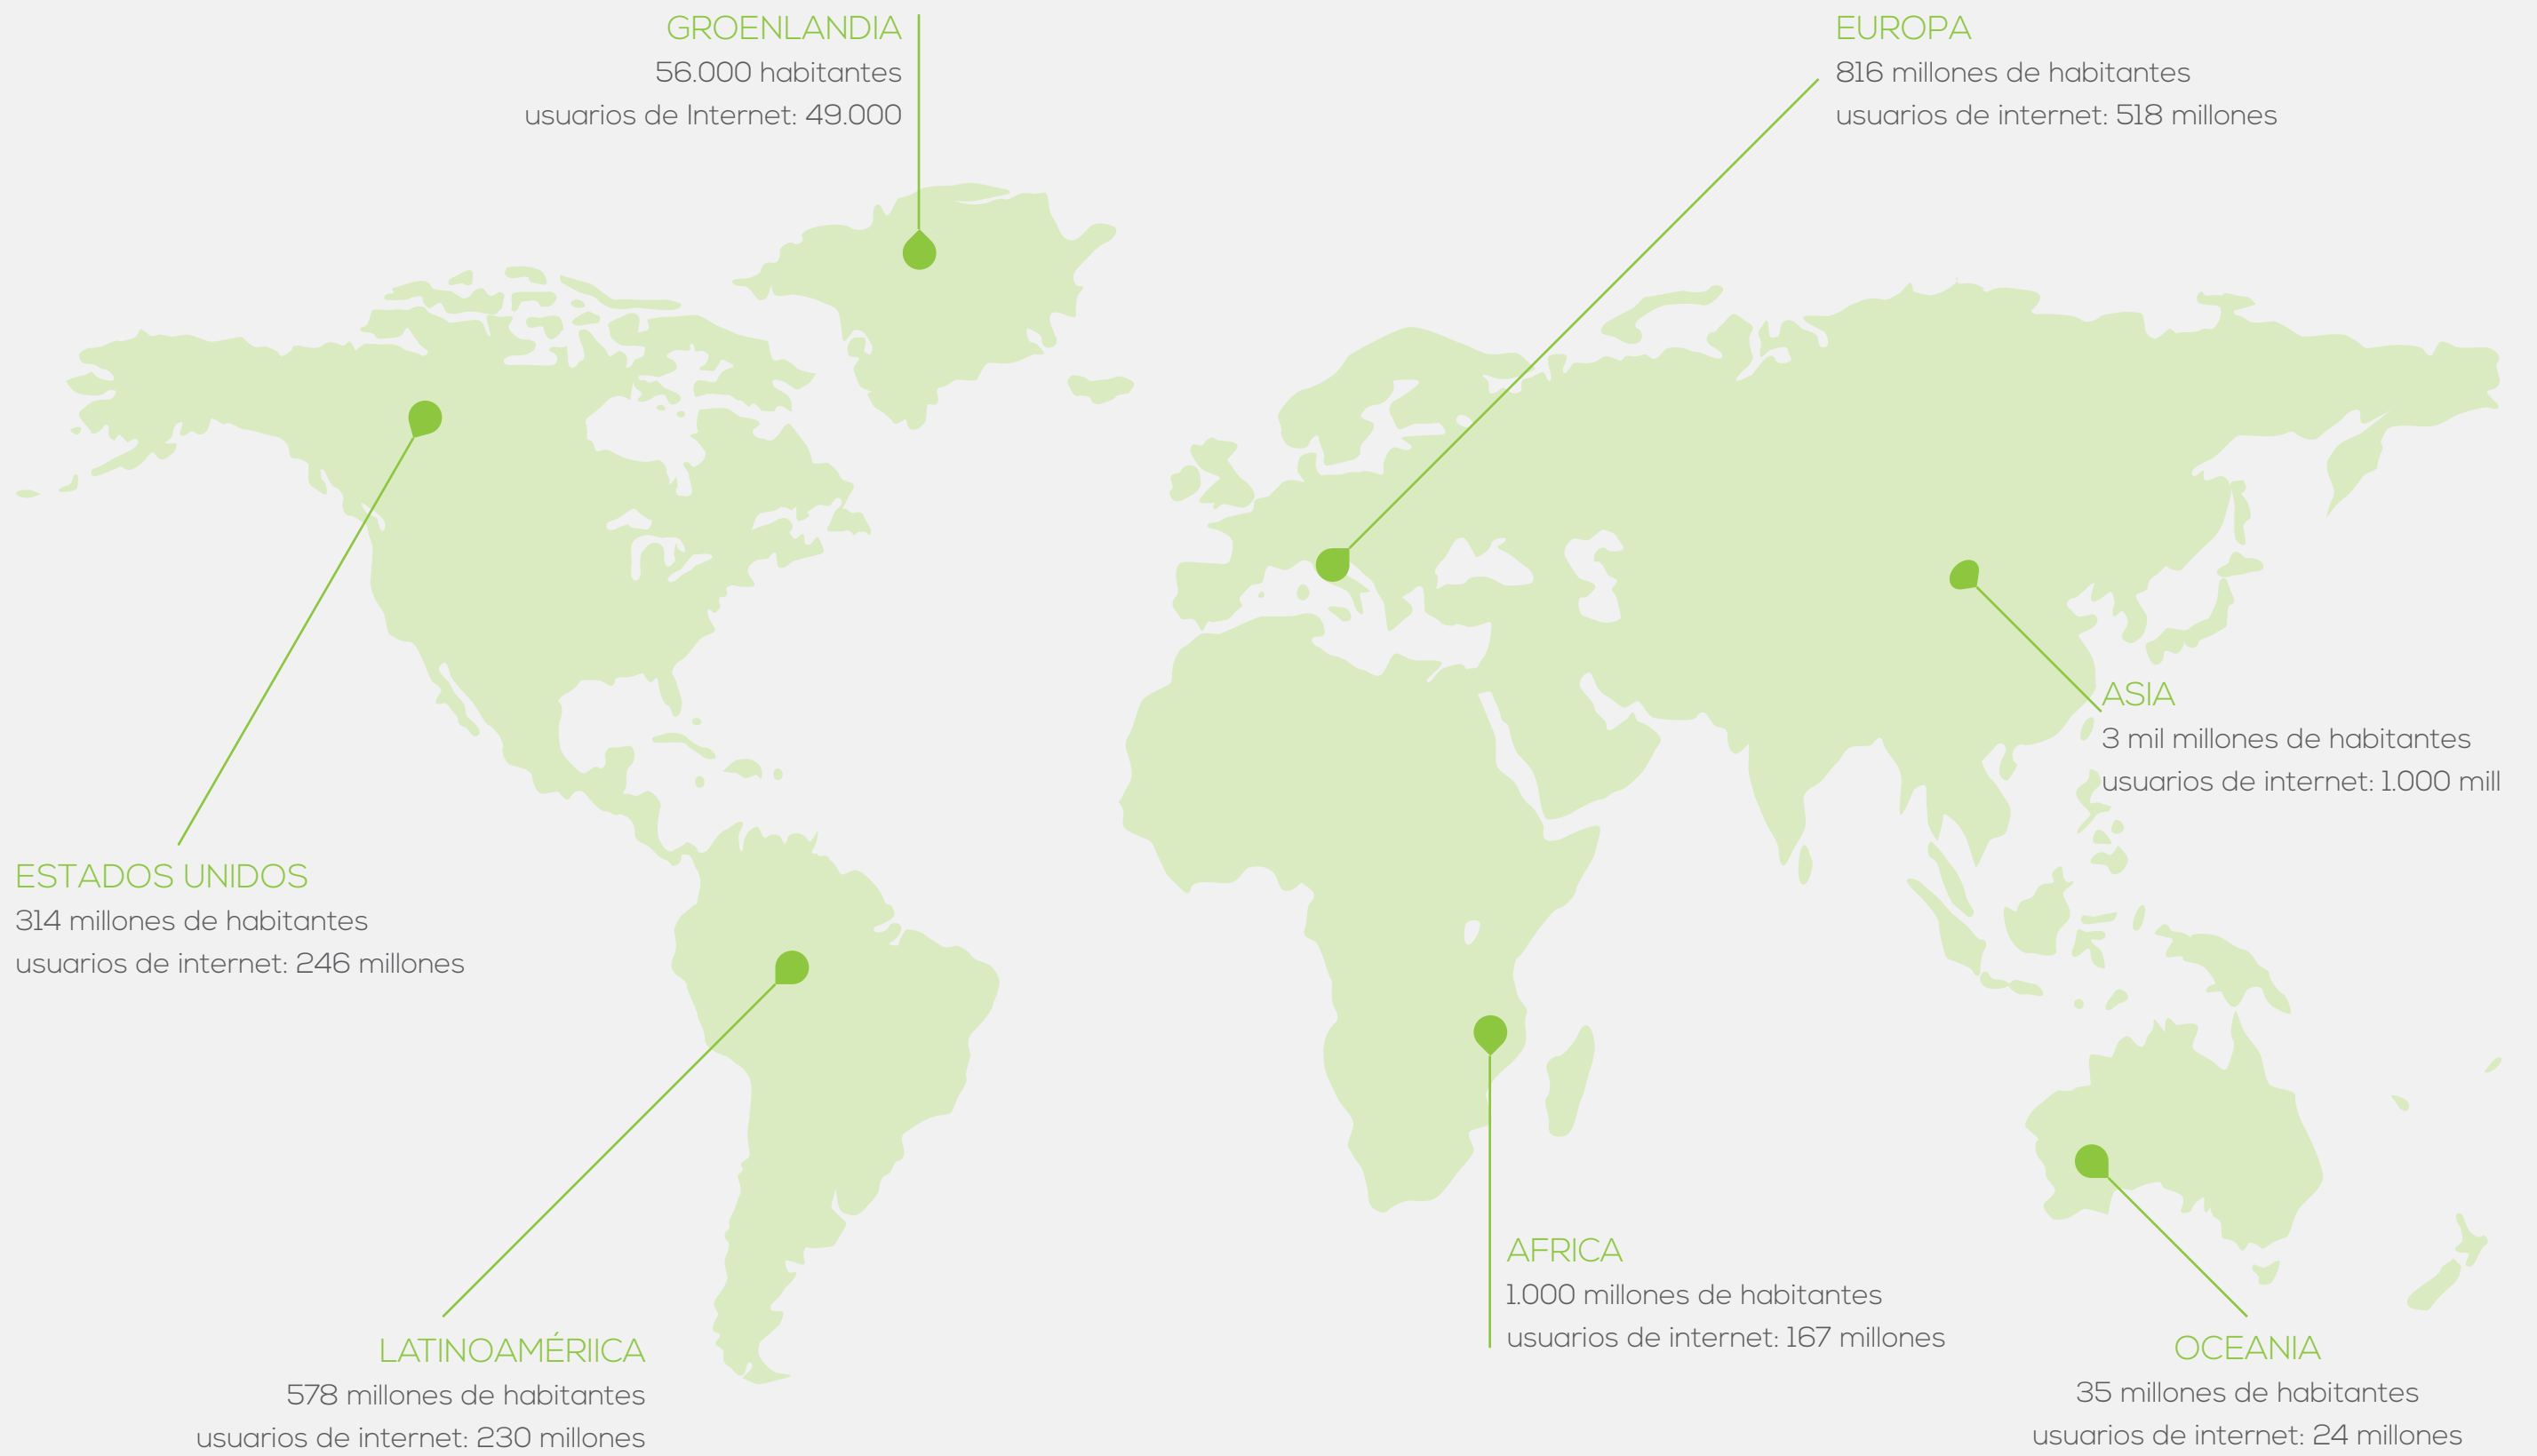 GROENLANDIA
56.000 habitantes
usuarios de Internet: 49.000
EUROPA
816 millones de habitantes
usuarios de internet: 518 millones
ASIA
3 mil millones de habitantes
usuarios de internet: 1.000 mill
ESTADOS UNIDOS
314 millones de habitantes
usuarios de internet: 246 millones
AFRICA
1.000 millones de habitantes
usuarios de internet: 167 millones
LATINOAMÉRIICA
578 millones de habitantes
usuarios de internet: 230 millones
OCEANIA
35 millones de habitantes
usuarios de internet: 24 millones